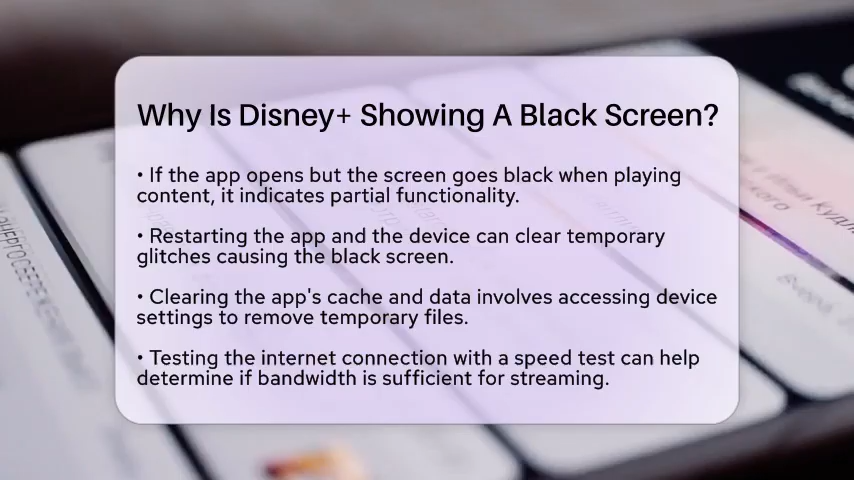 Why Is Disney+ Showing A Black Screen?
• If the app opens but the screen goes black when playing
content, it indicates partial functionality.
• Restarting the app and the device can clear temporary
glitches causing the black screen.
• Clearing the app's cache and data involves accessing device
settings to remove temporary files.
• Testing the internet connection with a speed test can help
determine if bandwidth is sufficient for streaming.